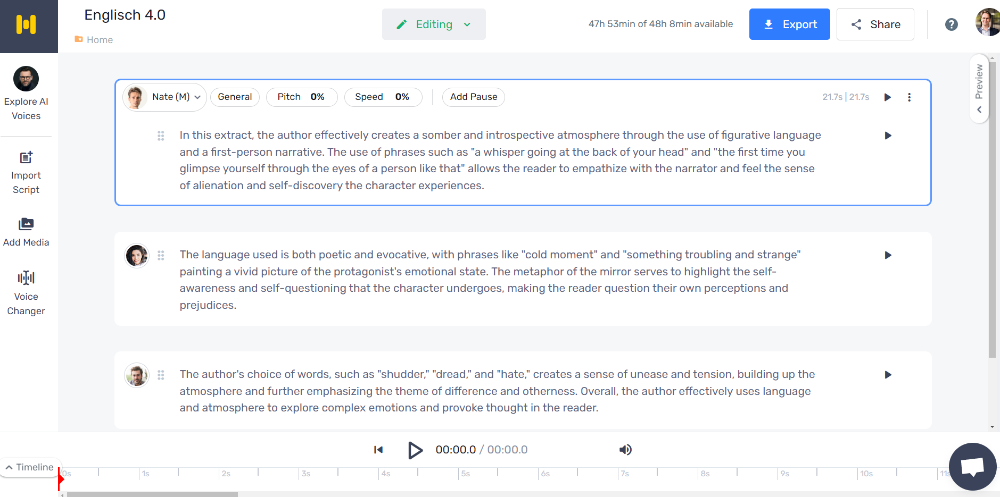 Englisch 4.0
Home
Editing
47h 53min of 48h 8min available
Export
Share
?
Explore AI
Voices
Import
Script
Add Media
Voice
Changer
Preview
Nate (M)
General
Pitch 0%
Speed 0%
Add Pause
21.7s | 21.7s
In this extract, the author effectively creates a somber and introspective atmosphere through the use of figurative language
and a first-person narrative. The use of phrases such as "a whisper going at the back of your head" and "the first time you
glimpse yourself through the eyes of a person like that" allows the reader to empathize with the narrator and feel the sense
of alienation and self-discovery the character experiences.
The language used is both poetic and evocative, with phrases like "cold moment" and "something troubling and strange"
painting a vivid picture of the protagonist's emotional state. The metaphor of the mirror serves to highlight the self-
awareness and self-questioning that the character undergoes, making the reader question their own perceptions and
prejudices.
The author's choice of words, such as "shudder," "dread," and "hate," creates a sense of unease and tension, building up the
atmosphere and further emphasizing the theme of difference and otherness. Overall, the author effectively uses language
and atmosphere to explore complex emotions and provoke thought in the reader.
00:00.0 / 00:00.0
Timeline
0s 1s 2s 3s 4s 5s 6s 7s 8s 9s 10s 11s